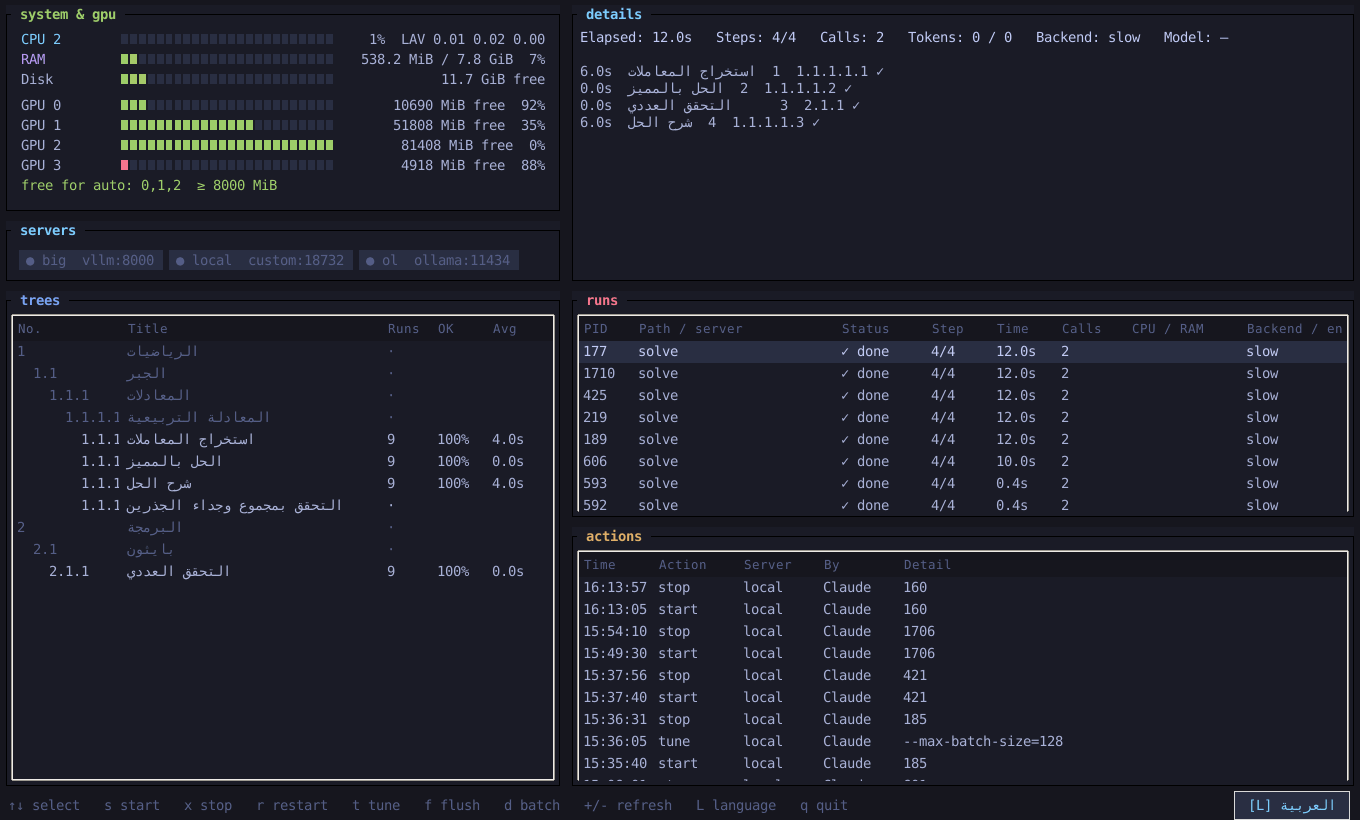 system & gpu
CPU 2 1% LAV 0.01 0.02 0.00
RAM 538.2 MiB / 7.8 GiB 7%
Disk 11.7 GiB free
GPU 0 10690 MiB free 92%
GPU 1 51808 MiB free 35%
GPU 2 81408 MiB free 0%
GPU 3 4918 MiB free 88%
free for auto: 0,1,2 ≥ 8000 MiB
servers
● big vllm:8000 ● local custom:18732 ● ol ollama:11434
details
Elapsed: 12.0s Steps: 4/4 Calls: 2 Tokens: 0 / 0 Backend: slow Model: —
6.0s استخراج المعاملات 1 1.1.1.1.1 ✓
0.0s الحل بالمميز 2 1.1.1.1.2 ✓
0.0s التحقق العددي 3 2.1.1 ✓
6.0s شرح الحل 4 1.1.1.1.3 ✓
trees
No. Title Runs OK Avg
1 الرياضيات ·
1.1 الجبر ·
1.1.1 المعادلات ·
1.1.1.1 المعادلة التربيعية ·
1.1.1 استخراج المعاملات 9 100% 4.0s
1.1.1 الحل بالمميز 9 100% 0.0s
1.1.1 شرح الحل 9 100% 4.0s
1.1.1 التحقق بمجموع وجداء الجذرين ·
2 البرمجة ·
2.1 بايثون ·
2.1.1 التحقق العددي 9 100% 0.0s
runs
PID Path / server Status Step Time Calls CPU / RAM Backend / en
177 solve ✓ done 4/4 12.0s 2 slow
1710 solve ✓ done 4/4 12.0s 2 slow
425 solve ✓ done 4/4 12.0s 2 slow
219 solve ✓ done 4/4 12.0s 2 slow
189 solve ✓ done 4/4 12.0s 2 slow
606 solve ✓ done 4/4 10.0s 2 slow
593 solve ✓ done 4/4 0.4s 2 slow
592 solve ✓ done 4/4 0.4s 2 slow
actions
Time Action Server By Detail
16:13:57 stop local Claude 160
16:13:05 start local Claude 160
15:54:10 stop local Claude 1706
15:49:30 start local Claude 1706
15:37:56 stop local Claude 421
15:37:40 start local Claude 421
15:36:31 stop local Claude 185
15:36:05 tune local Claude --max-batch-size=128
15:35:40 start local Claude 185
↑↓ select s start x stop r restart t tune f flush d batch +/- refresh L language q quit
العربية [L]